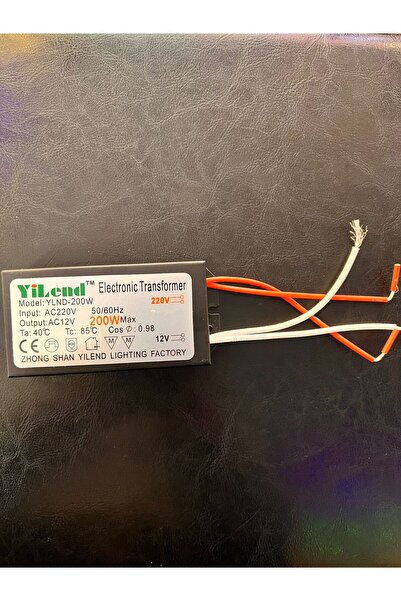 YiLend™ Electronic Transformer
Model: YLND-200W
220V
Input: AC220V 50/60Hz
Output:AC12V 200W Max
Ta: 40℃ Tc: 85℃ Cos Ø: 0.98
CE M M 12V
ZHONG SHAN YILEND LIGHTING FACTORY